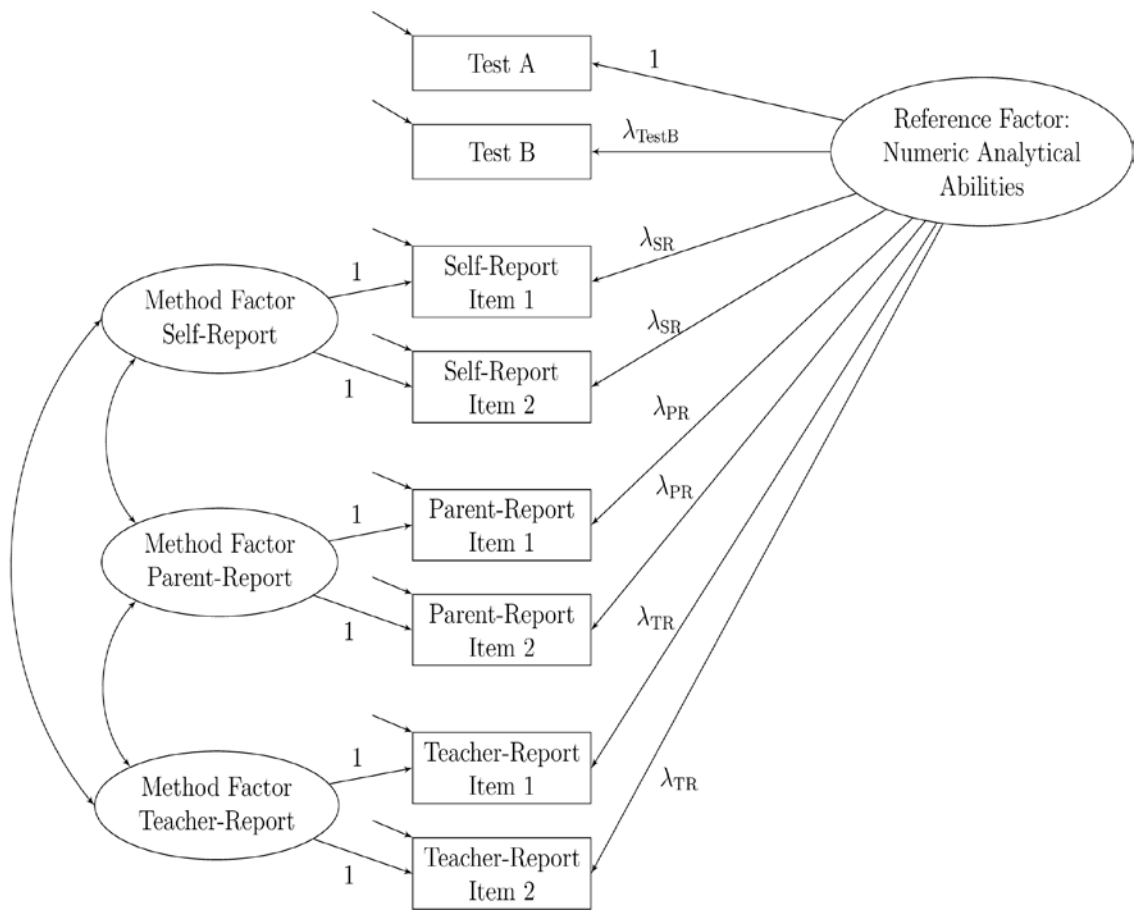 Test A
1
Reference Factor:
Numeric Analytical
Abilities
Test B
λTestB
Self-Report
Item 1
1
λSR
Method Factor
Self-Report
Self-Report
Item 2
1
λSR
Parent-Report
Item 1
1
λPR
Method Factor
Parent-Report
Parent-Report
Item 2
1
λPR
Teacher-Report
Item 1
1
λTR
Method Factor
Teacher-Report
Teacher-Report
Item 2
1
λTR